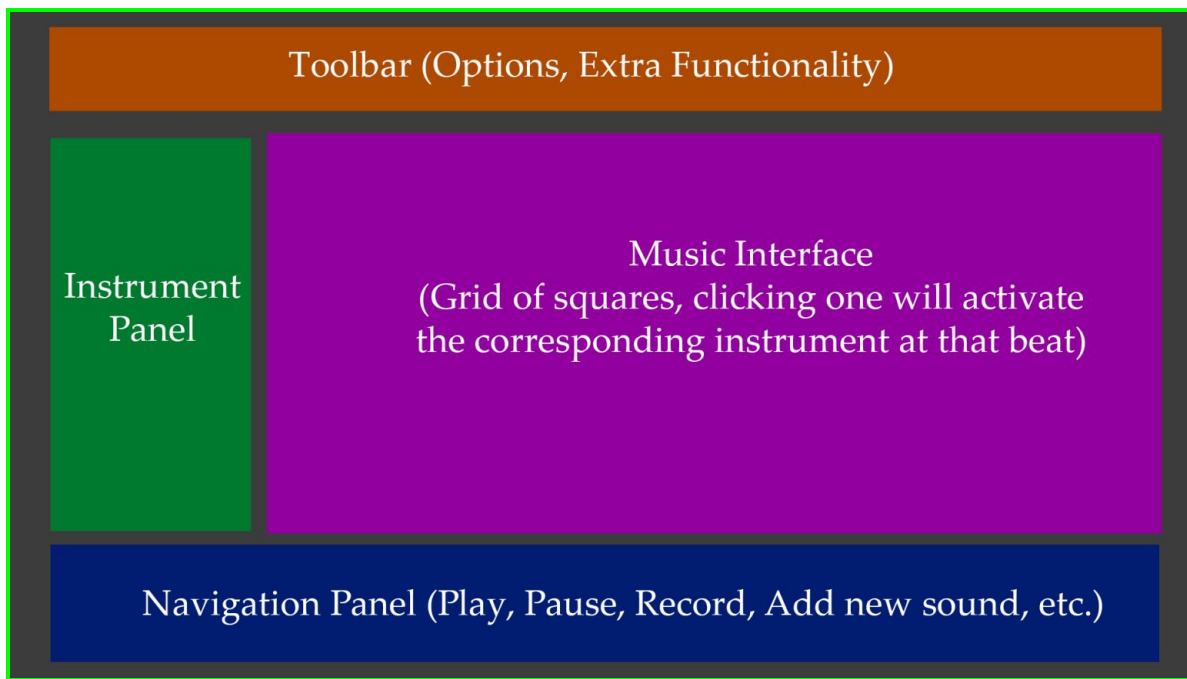 Toolbar (Options, Extra Functionality)
Instrument
Panel
Music Interface
(Grid of squares, clicking one will activate
the corresponding instrument at that beat)
Navigation Panel (Play, Pause, Record, Add new sound, etc.)